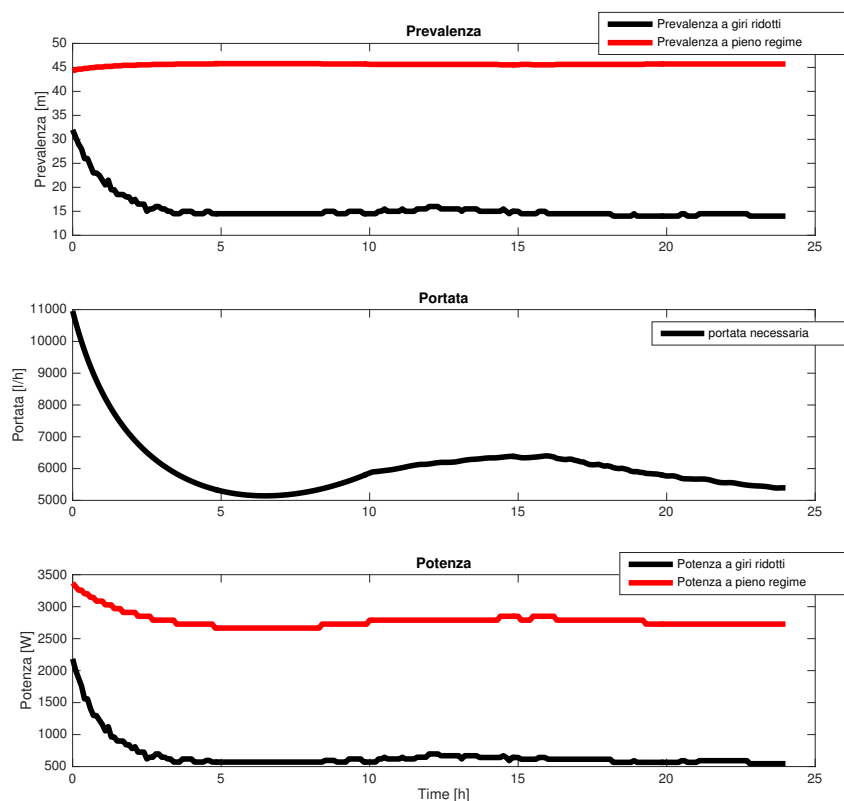 Prevalenza
Prevalenza a giri ridotti
Prevalenza a pieno regime
Prevalenza [m]
50
45
40
35
30
25
20
15
10
0 5 10 15 20 25
Portata
portata necessaria
Portata [l/h]
11000
10000
9000
8000
7000
6000
5000
0 5 10 15 20 25
Potenza
Potenza a giri ridotti
Potenza a pieno regime
Potenza [W]
3500
3000
2500
2000
1500
1000
500
0 5 10 15 20 25
Time [h]